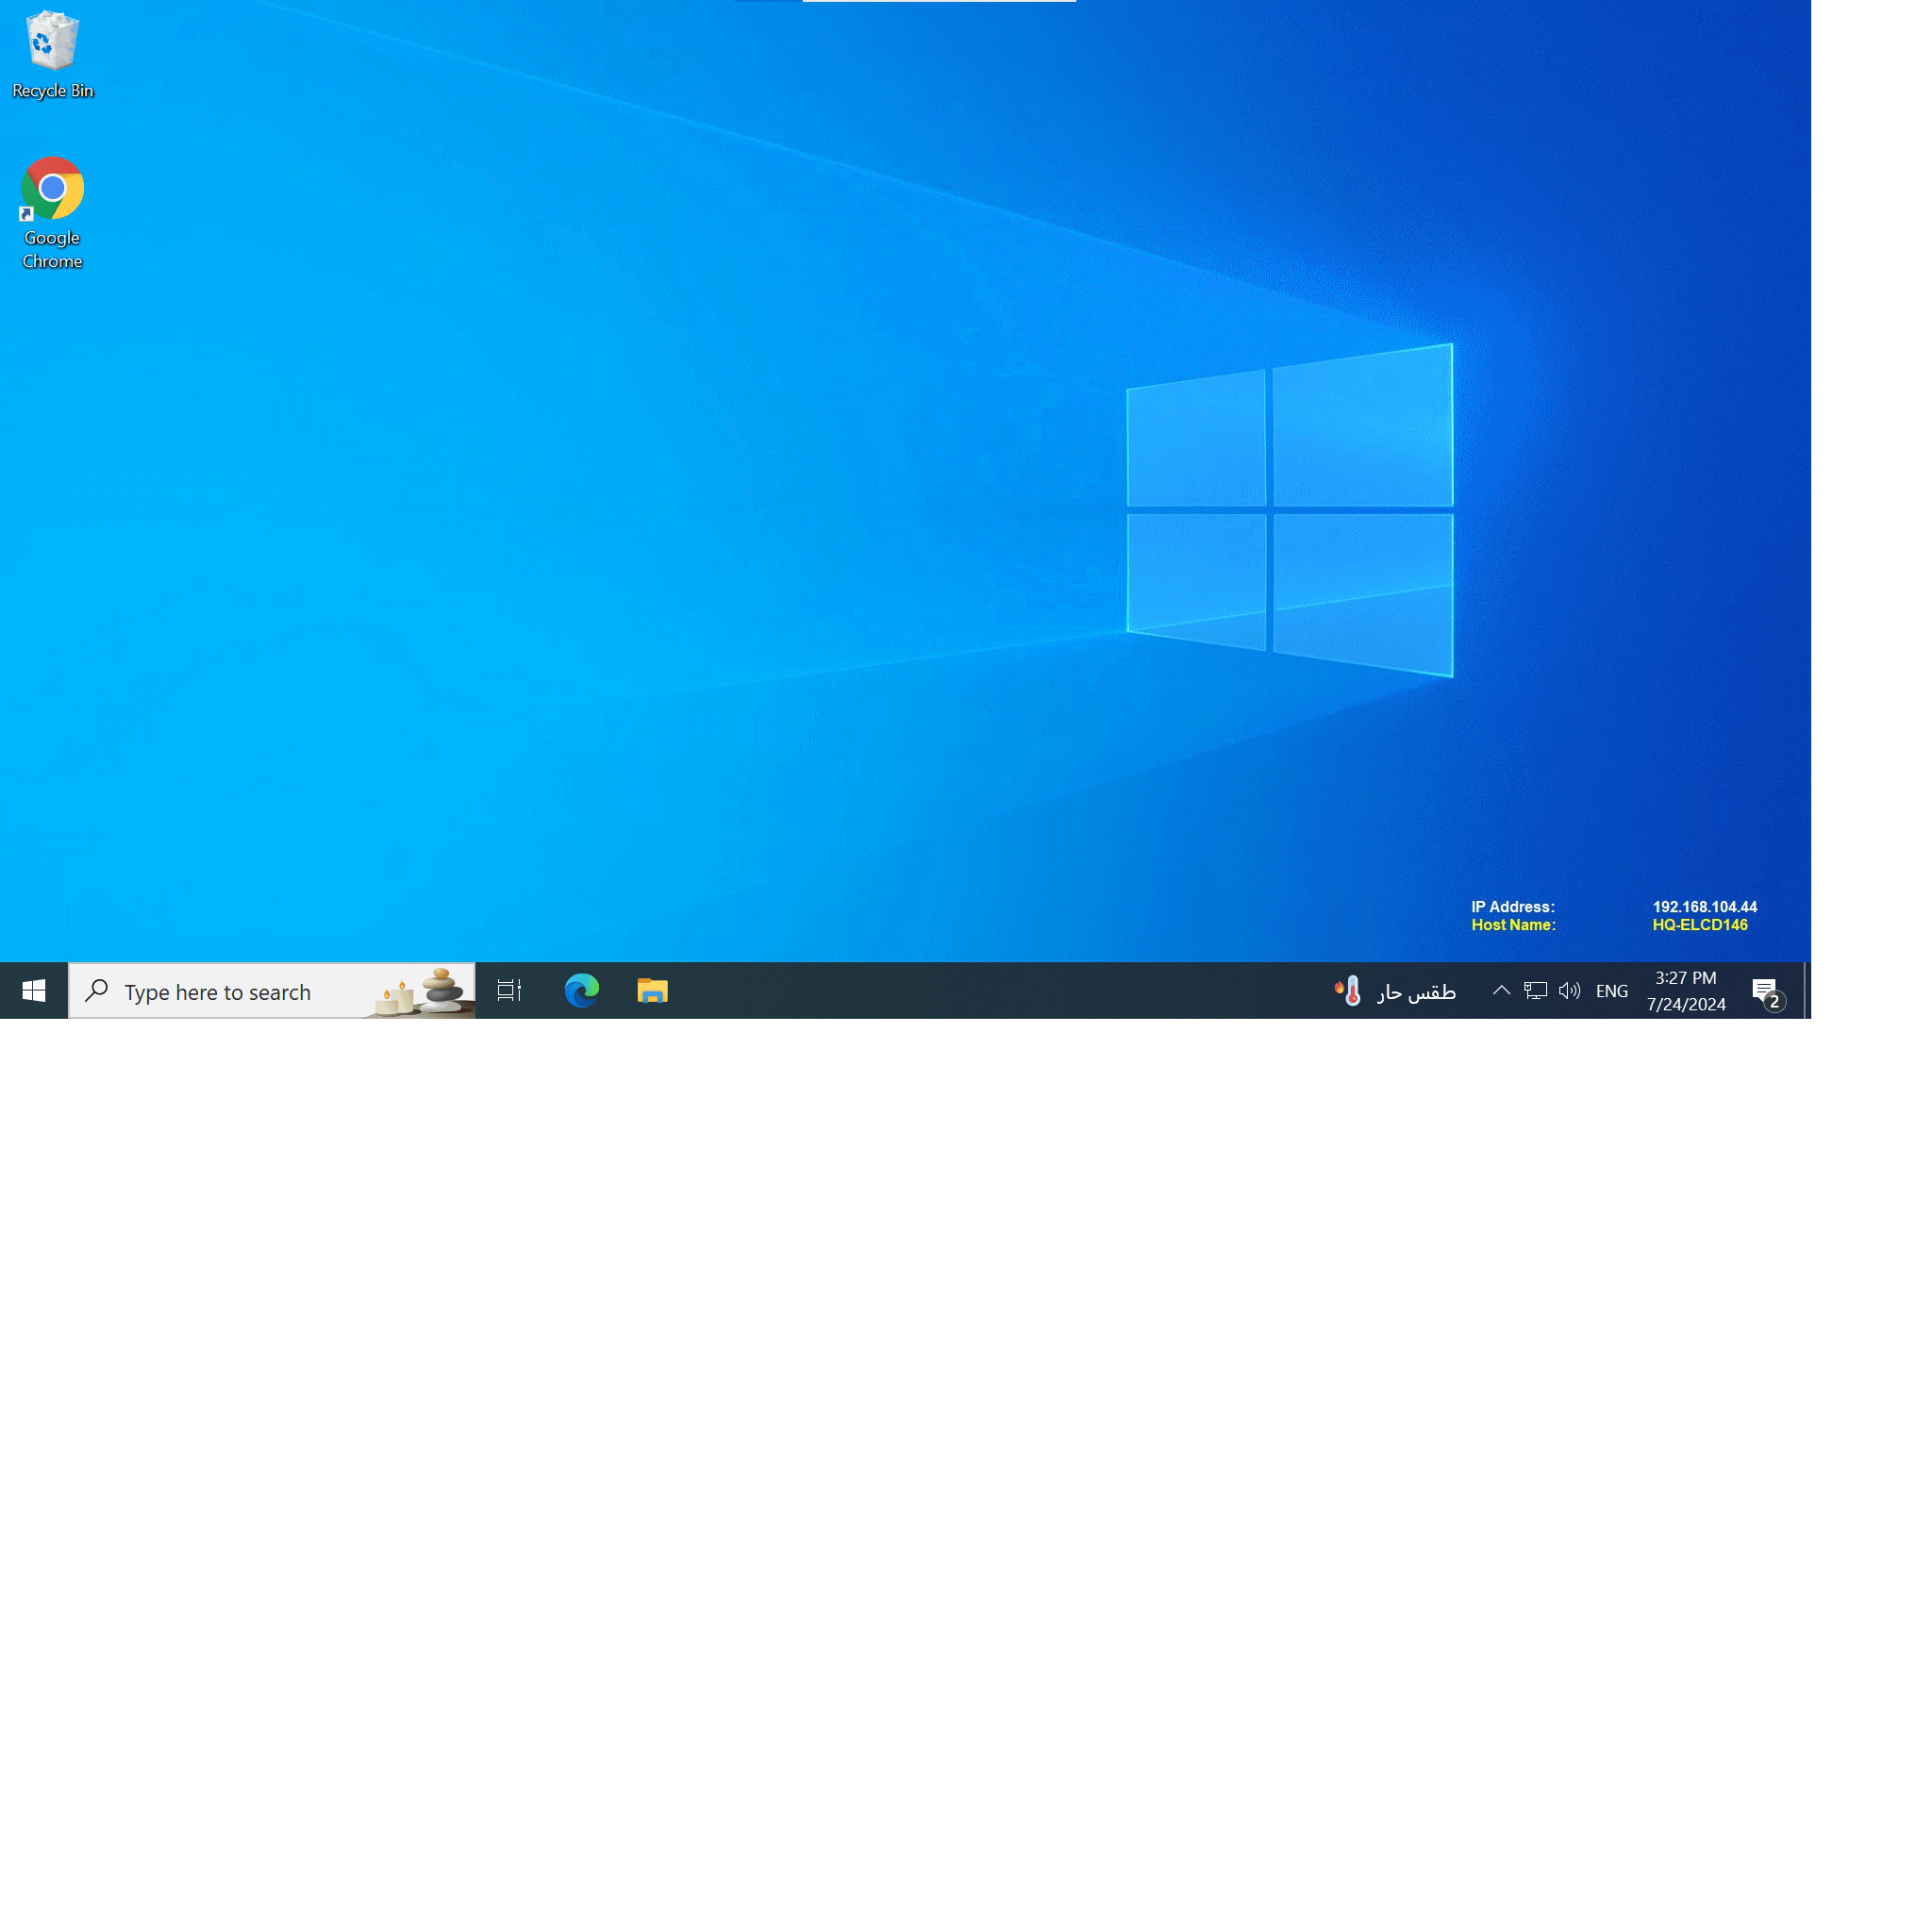 Recycle Bin
Google
Chrome
IP Address: 192.168.104.44
Host Name: HQ-ELCD146
Type here to search
طقس حار
ENG
3:27 PM
7/24/2024
2